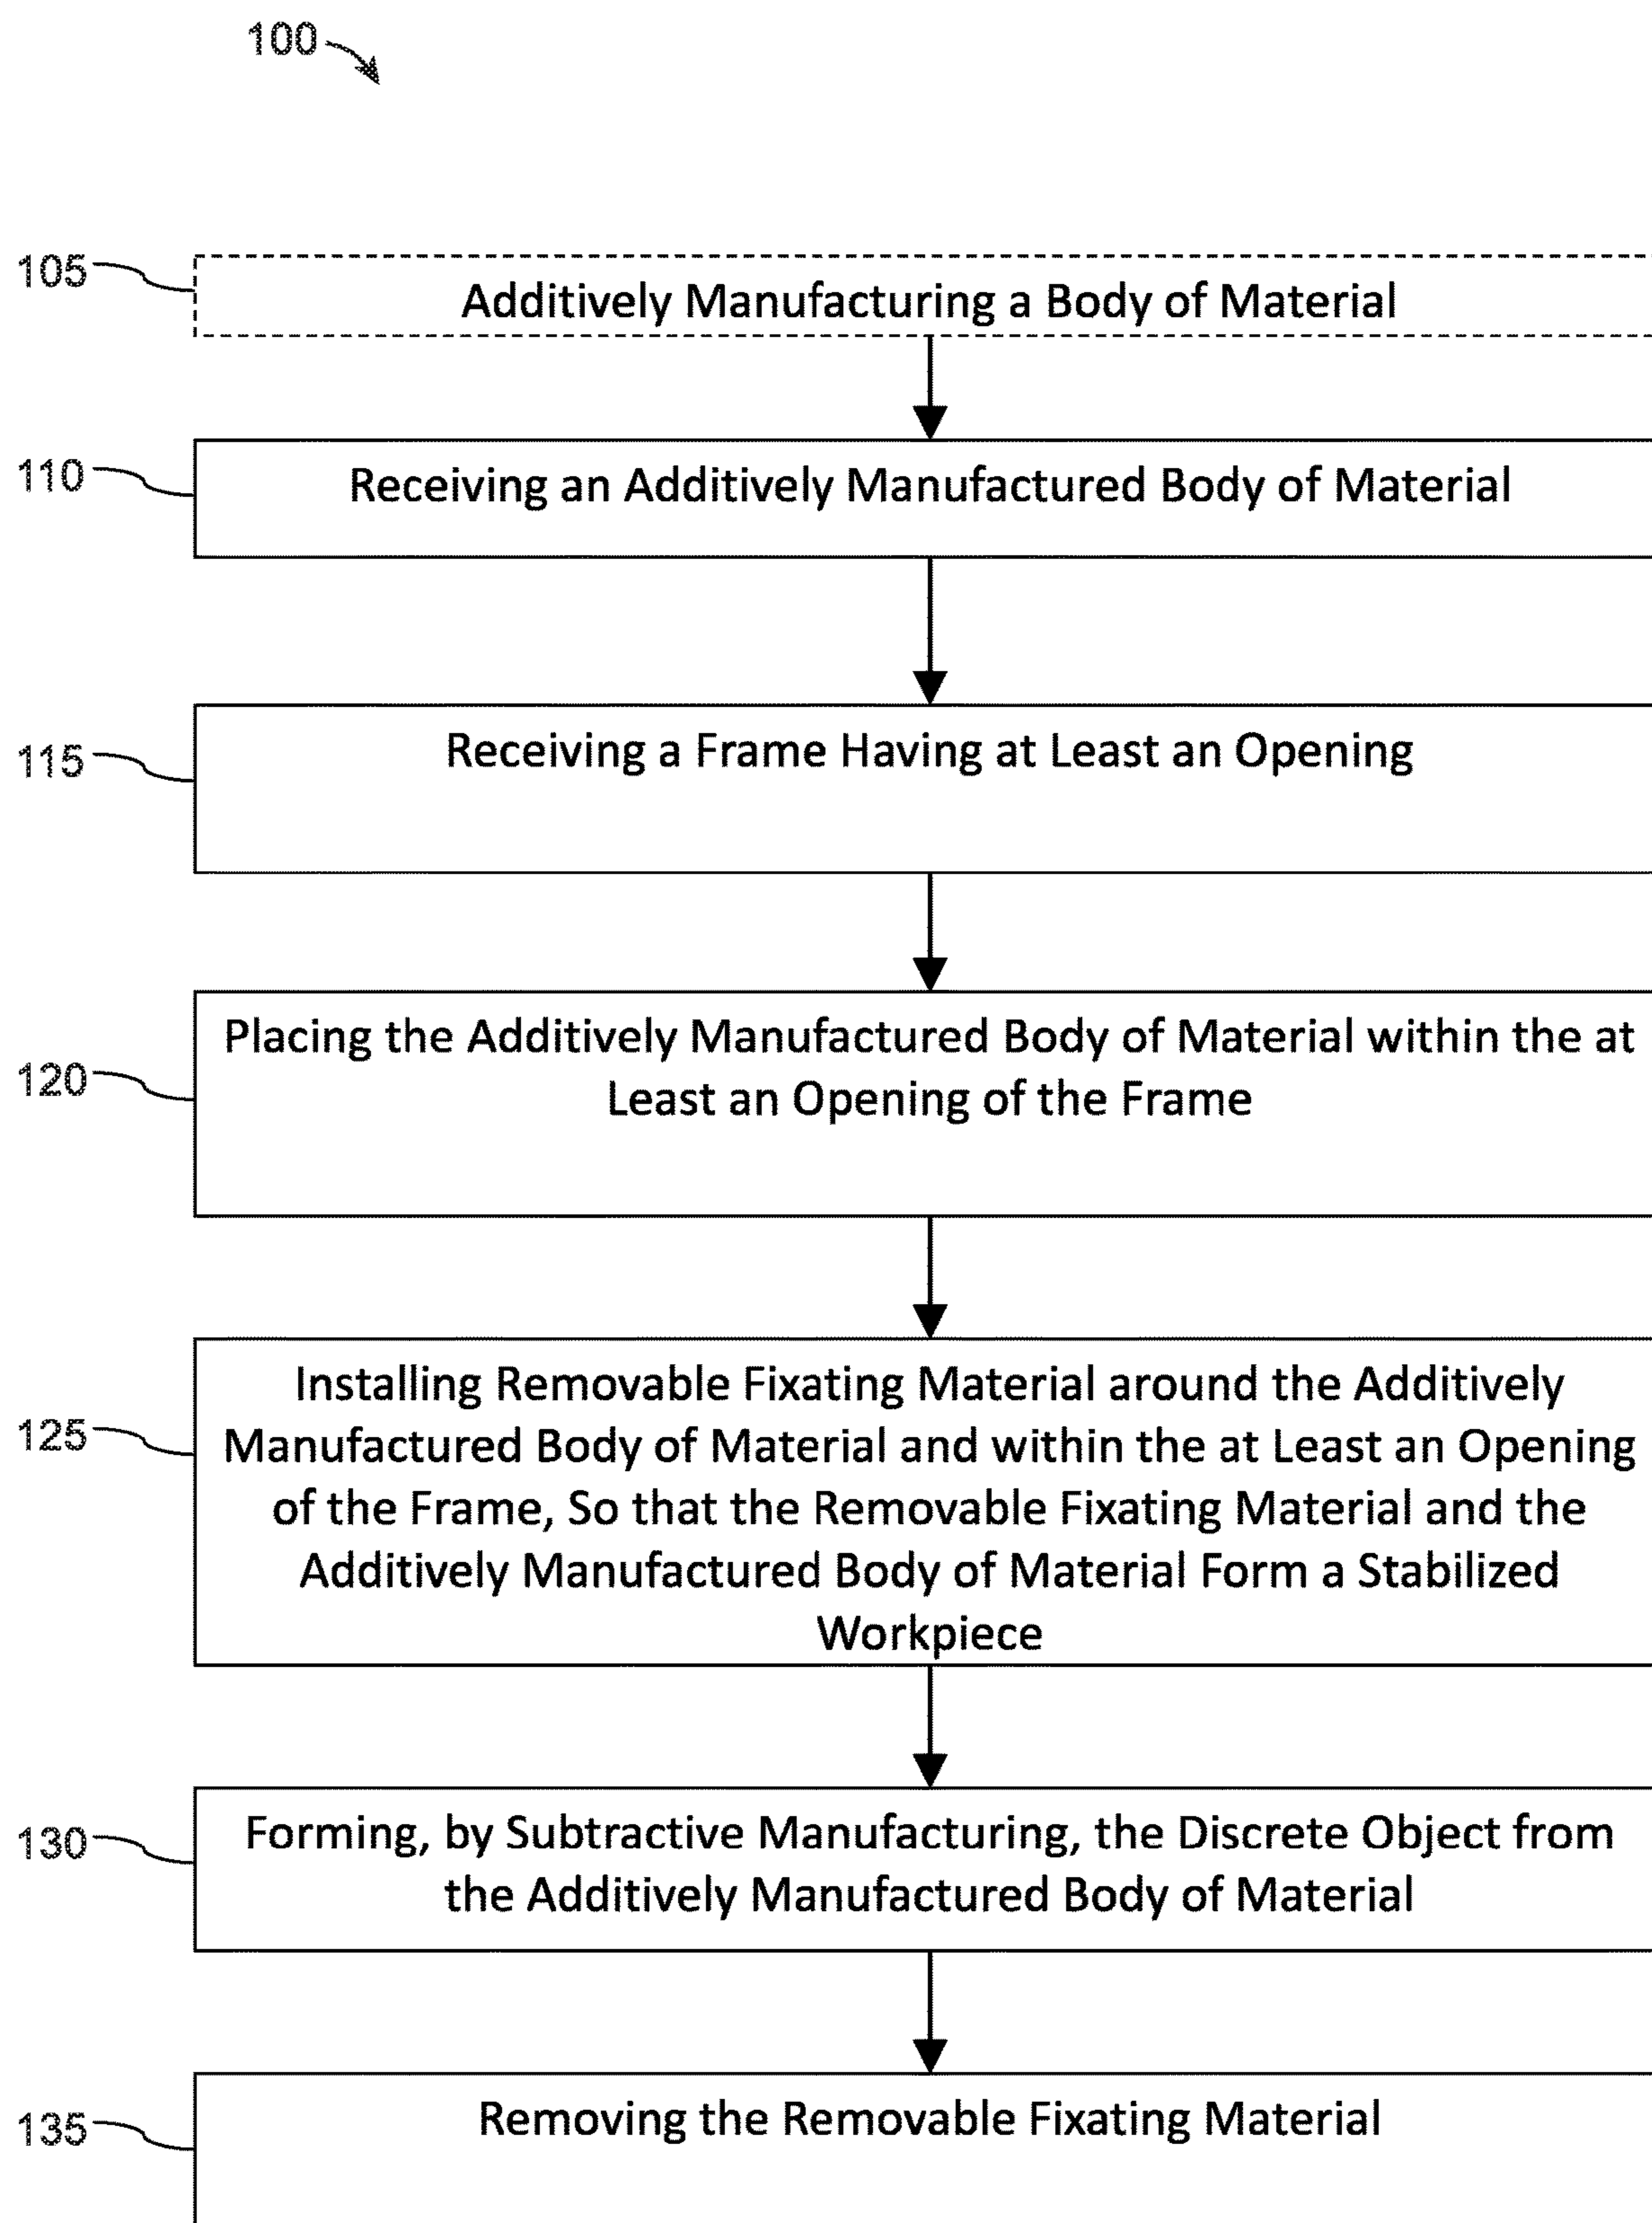 100
105
Additively Manufacturing a Body of Material
110
Receiving an Additively Manufactured Body of Material
115
Receiving a Frame Having at Least an Opening
120
Placing the Additively Manufactured Body of Material within the at
Least an Opening of the Frame
125
Installing Removable Fixating Material around the Additively
Manufactured Body of Material and within the at Least an Opening
of the Frame, So that the Removable Fixating Material and the
Additively Manufactured Body of Material Form a Stabilized
Workpiece
130
Forming, by Subtractive Manufacturing, the Discrete Object from
the Additively Manufactured Body of Material
135
Removing the Removable Fixating Material